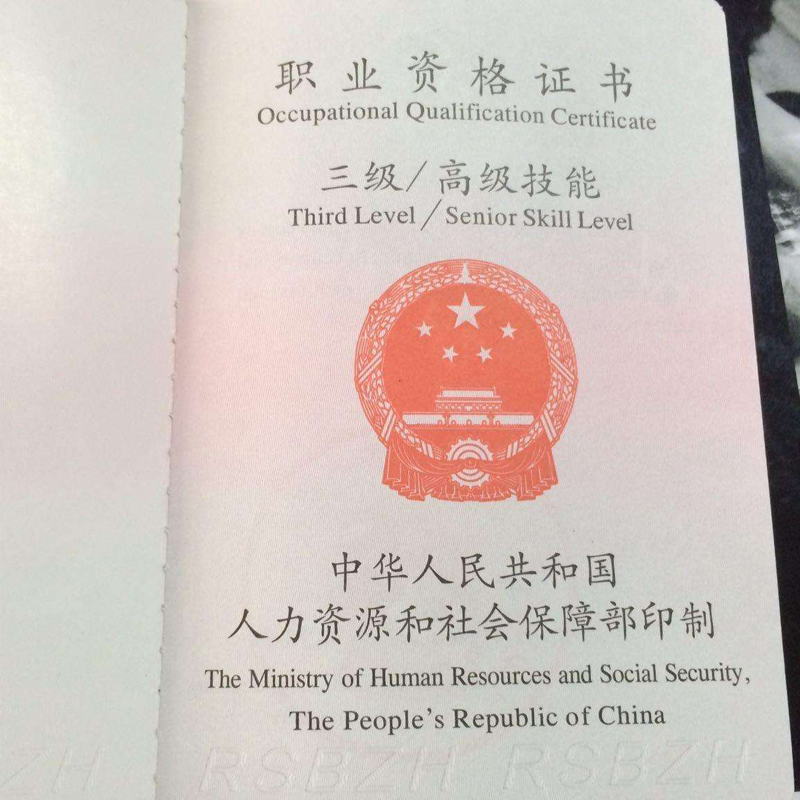 职业资格证书
Occupational Qualification Certificate
三级/高级技能
Third Level/Senior Skill Level
中华人民共和国
人力资源和社会保障部印制
The Ministry of Human Resources and Social Security,
The People's Republic of China
ZH RSBZH RSBZH